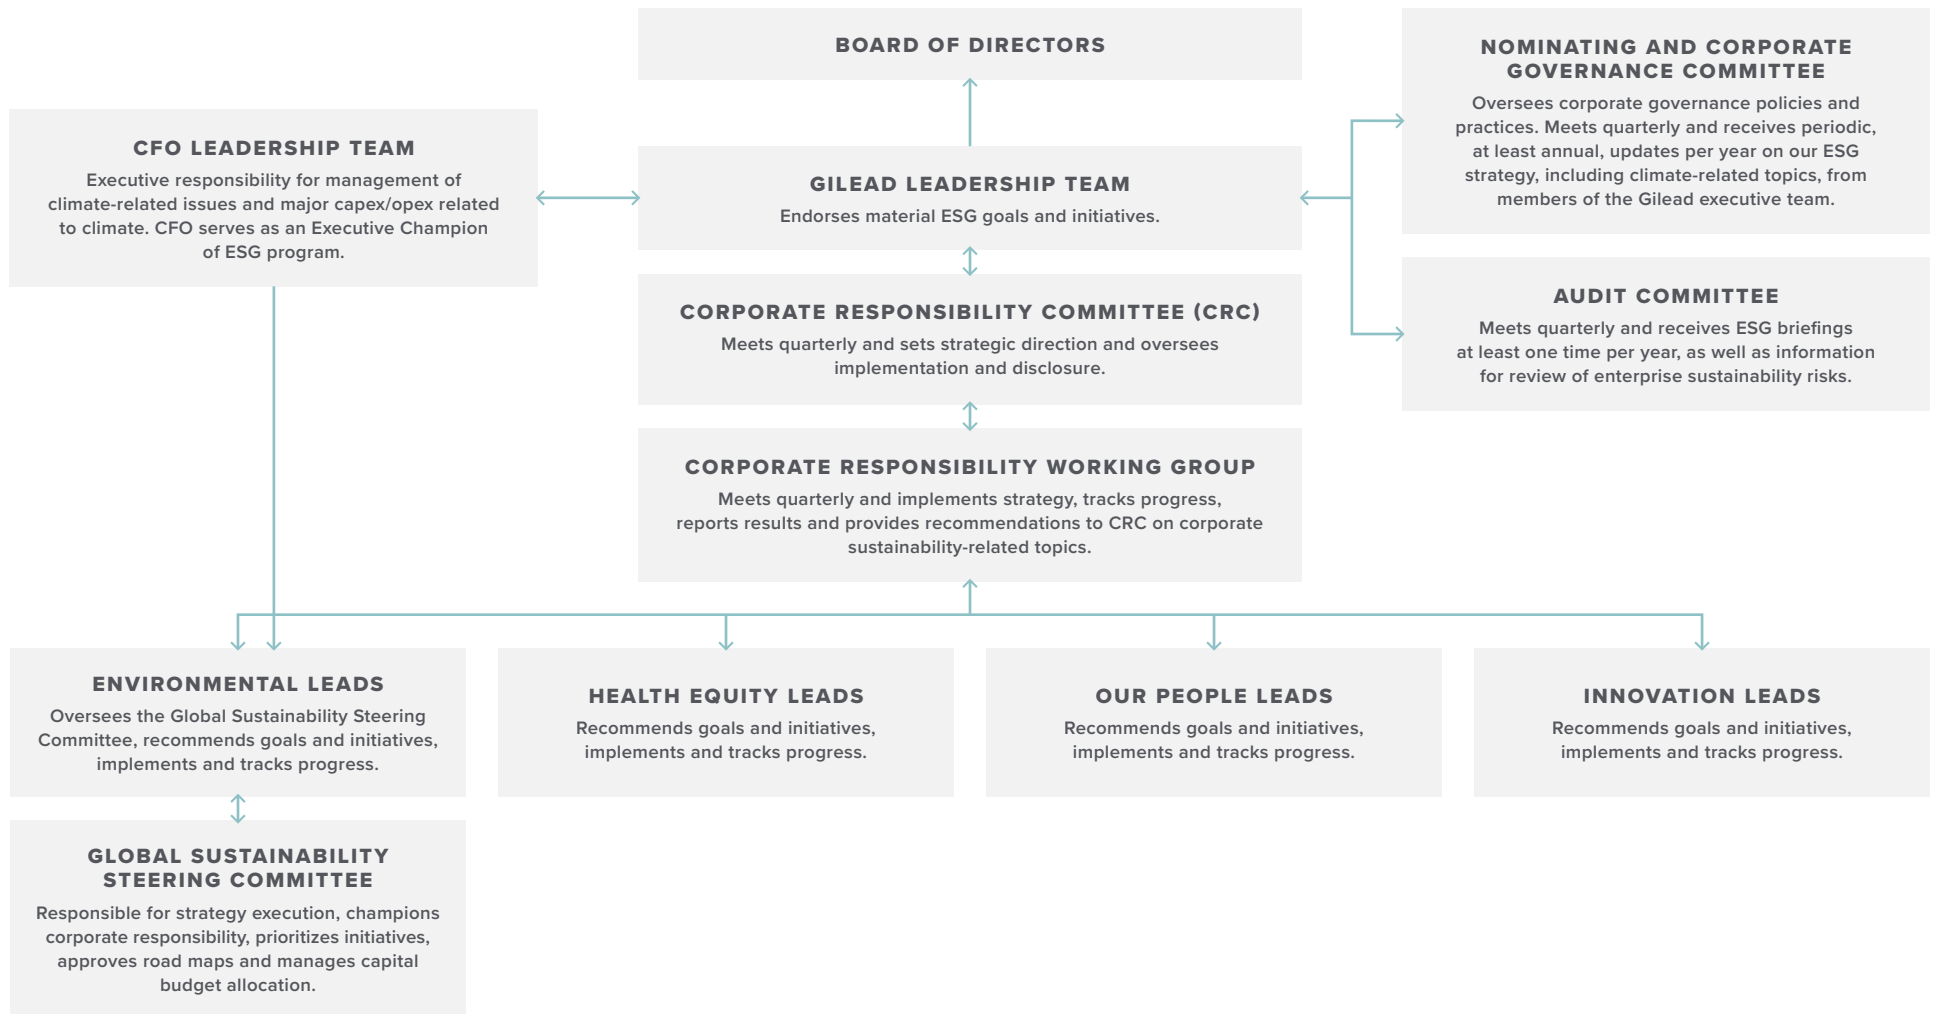 BOARD OF DIRECTORS
NOMINATING AND CORPORATE
GOVERNANCE COMMITTEE
Oversees corporate governance policies and
practices. Meets quarterly and receives periodic,
at least annual, updates per year on our ESG
strategy, including climate-related topics, from
members of the Gilead executive team.
CFO LEADERSHIP TEAM
Executive responsibility for management of
climate-related issues and major capex/opex related
to climate. CFO serves as an Executive Champion
of ESG program.
GILEAD LEADERSHIP TEAM
Endorses material ESG goals and initiatives.
AUDIT COMMITTEE
Meets quarterly and receives ESG briefings
at least one time per year, as well as information
for review of enterprise sustainability risks.
CORPORATE RESPONSIBILITY COMMITTEE (CRC)
Meets quarterly and sets strategic direction and oversees
implementation and disclosure.
CORPORATE RESPONSIBILITY WORKING GROUP
Meets quarterly and implements strategy, tracks progress,
reports results and provides recommendations to CRC on corporate
sustainability-related topics.
ENVIRONMENTAL LEADS
Oversees the Global Sustainability Steering
Committee, recommends goals and initiatives,
implements and tracks progress.
HEALTH EQUITY LEADS
Recommends goals and initiatives,
implements and tracks progress.
OUR PEOPLE LEADS
Recommends goals and initiatives,
implements and tracks progress.
INNOVATION LEADS
Recommends goals and initiatives,
implements and tracks progress.
GLOBAL SUSTAINABILITY
STEERING COMMITTEE
Responsible for strategy execution, champions
corporate responsibility, prioritizes initiatives,
approves road maps and manages capital
budget allocation.